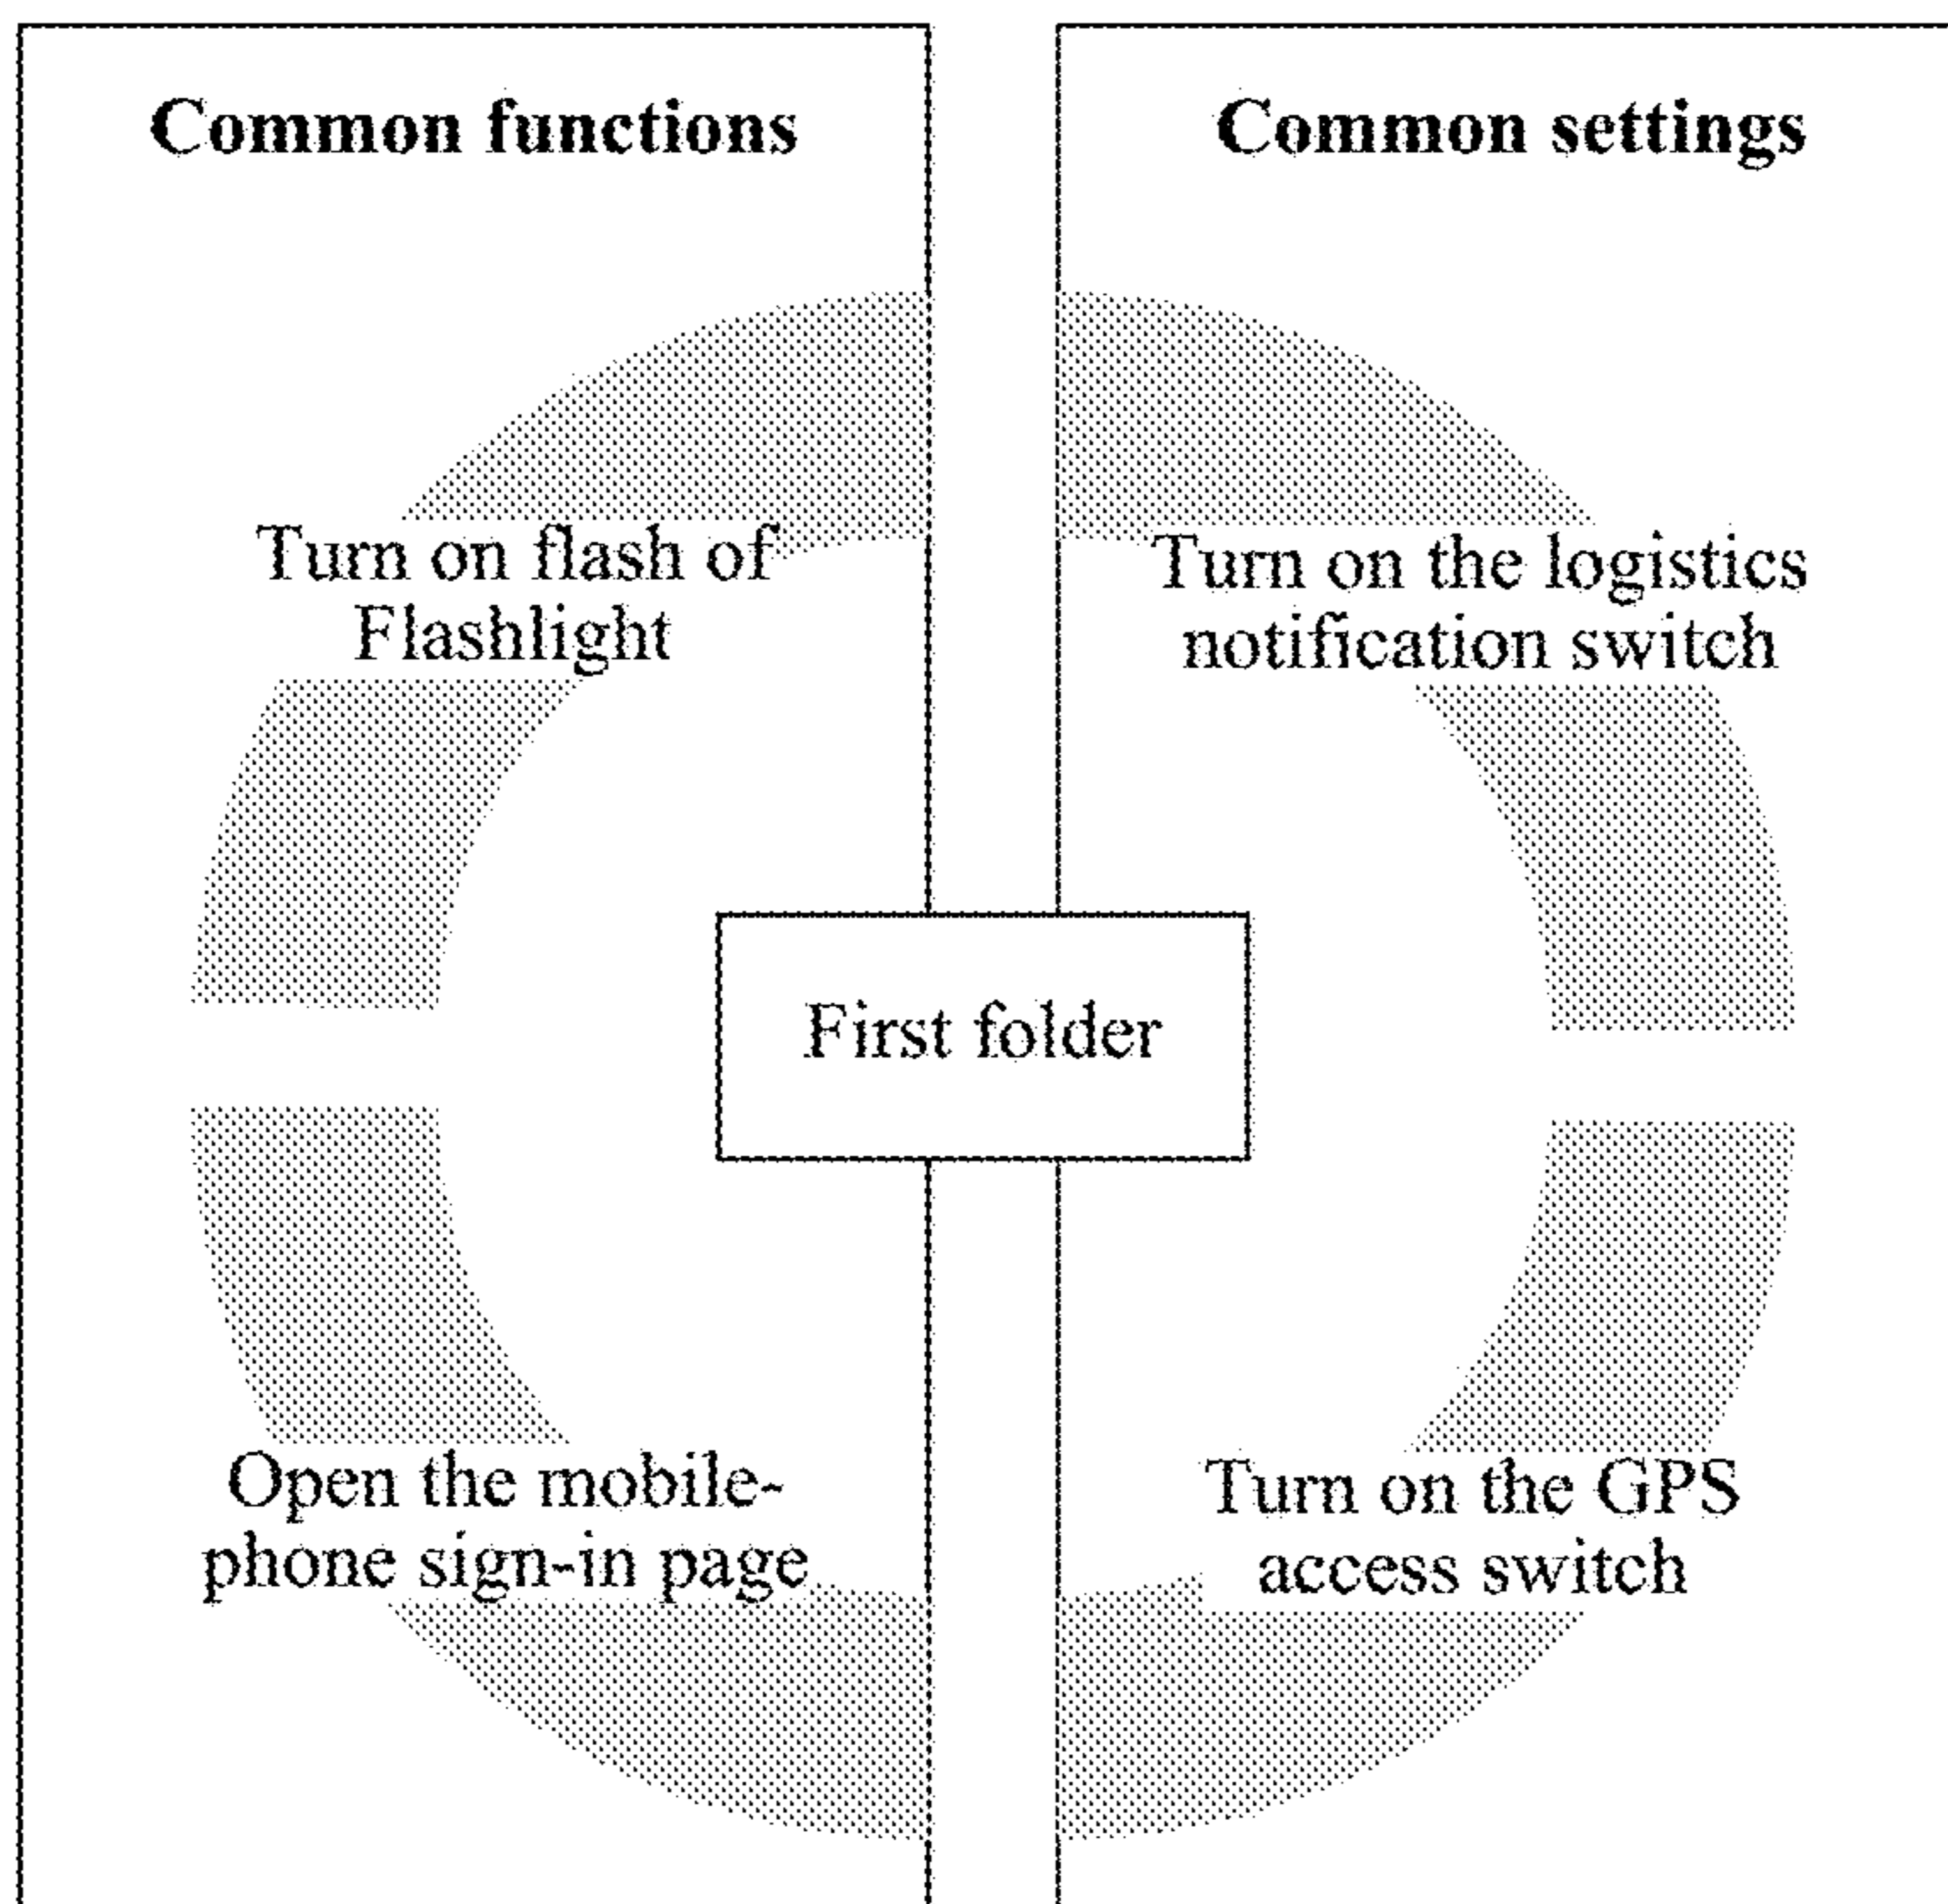 Common functions
Common settings
Turn on flash of
Flashlight
Turn on the logistics
notification switch
First folder
Open the mobile-
phone sign-in page
Turn on the GPS
access switch